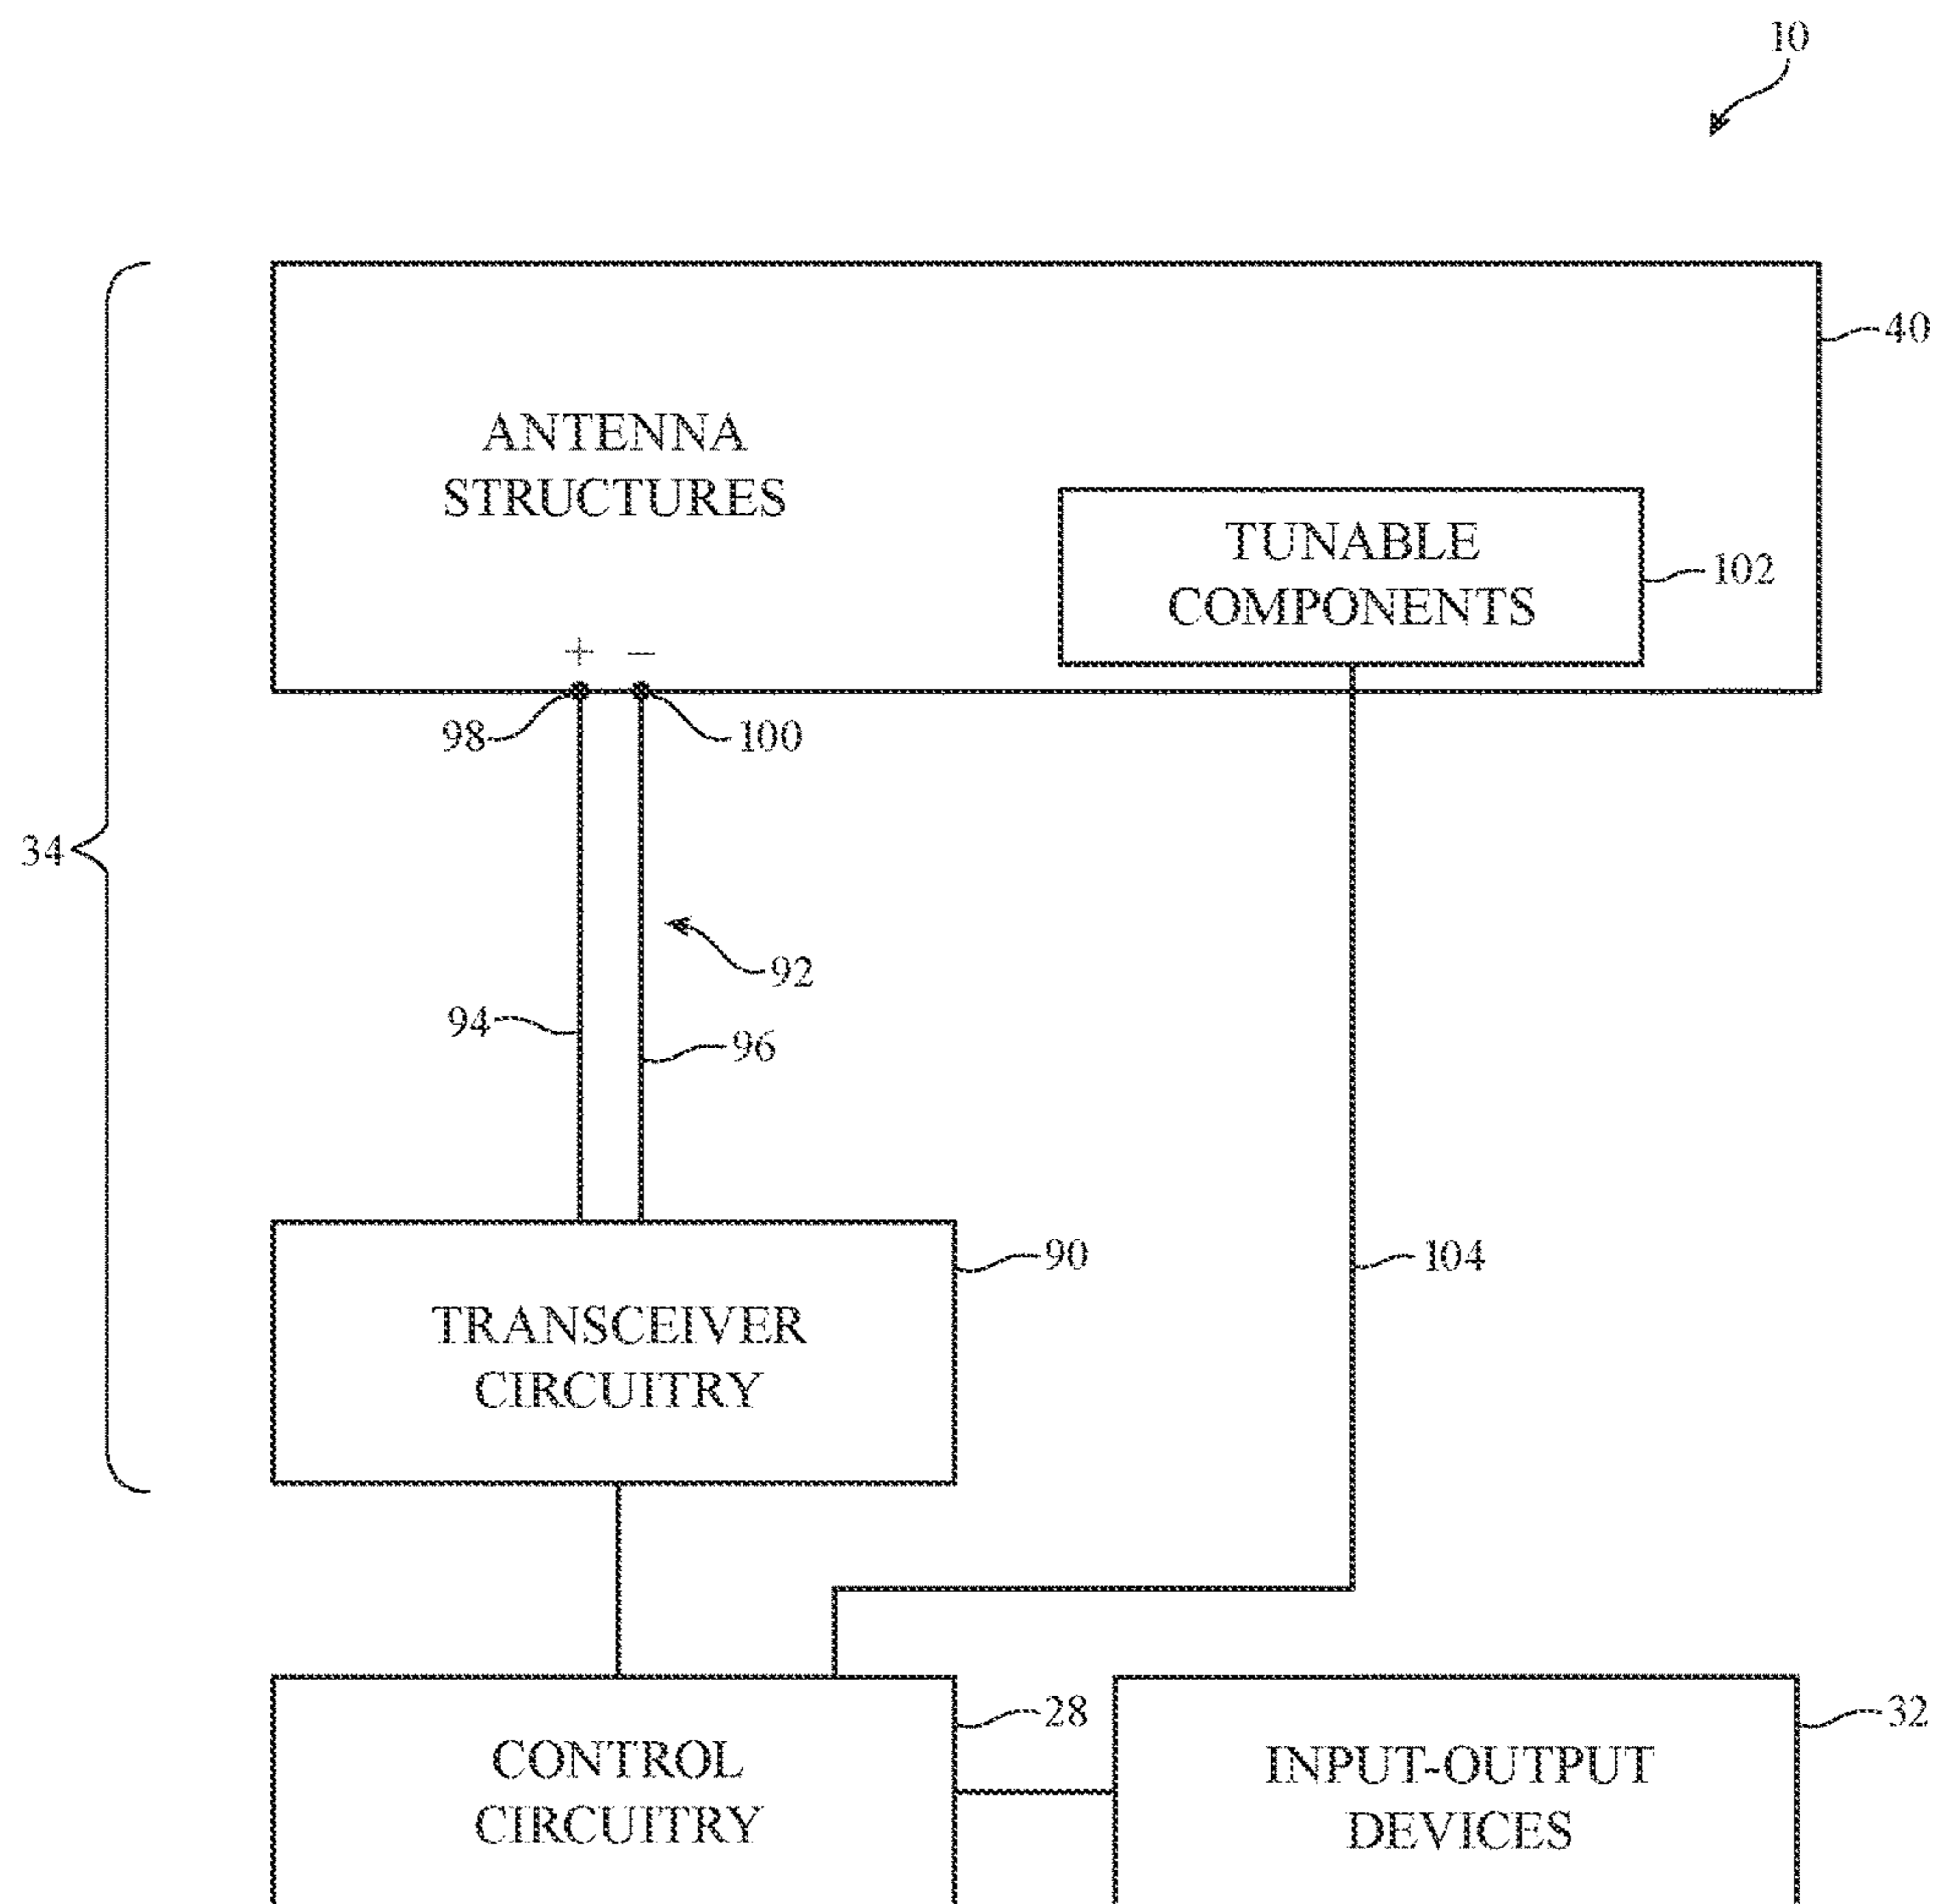 10
40
ANTENNA
STRUCTURES
TUNABLE
COMPONENTS
102
+ –
98
100
34
92
94
96
90
104
TRANSCEIVER
CIRCUITRY
28
32
CONTROL
CIRCUITRY
INPUT-OUTPUT
DEVICES